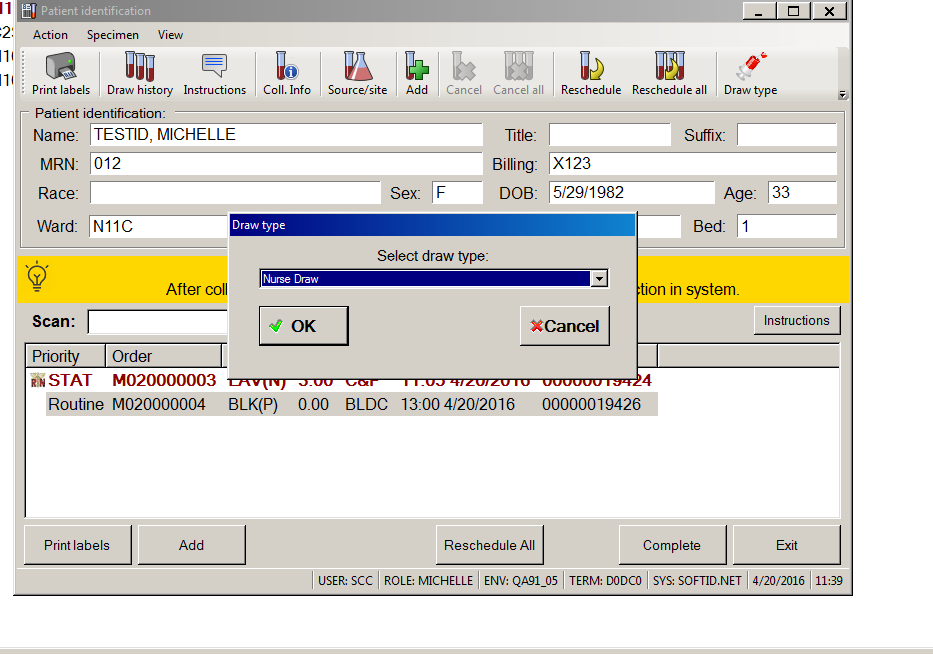 Patient identification
Action Specimen View
Print labels Draw history Instructions Coll. Info Source/site Add Cancel Cancel all Reschedule Reschedule all Draw type
Patient identification:
Name: TESTID, MICHELLE Title: Suffix:
MRN: 012 Billing: X123
Race: Sex: F DOB: 5/29/1982 Age: 33
Ward: N11C Bed: 1
Draw type
Select draw type:
Nurse Draw
OK Cancel
After coll tion in system.
Scan: Instructions
Priority Order
STAT M020000003 LAV(N) 3.00 C&P 11:05 4/20/2016 00000019424
Routine M020000004 BLK(P) 0.00 BLDC 13:00 4/20/2016 00000019426
Print labels Add Reschedule All Complete Exit
USER: SCC ROLE: MICHELLE ENV: QA91_05 TERM: D0DC0 SYS: SOFTID.NET 4/20/2016 11:39